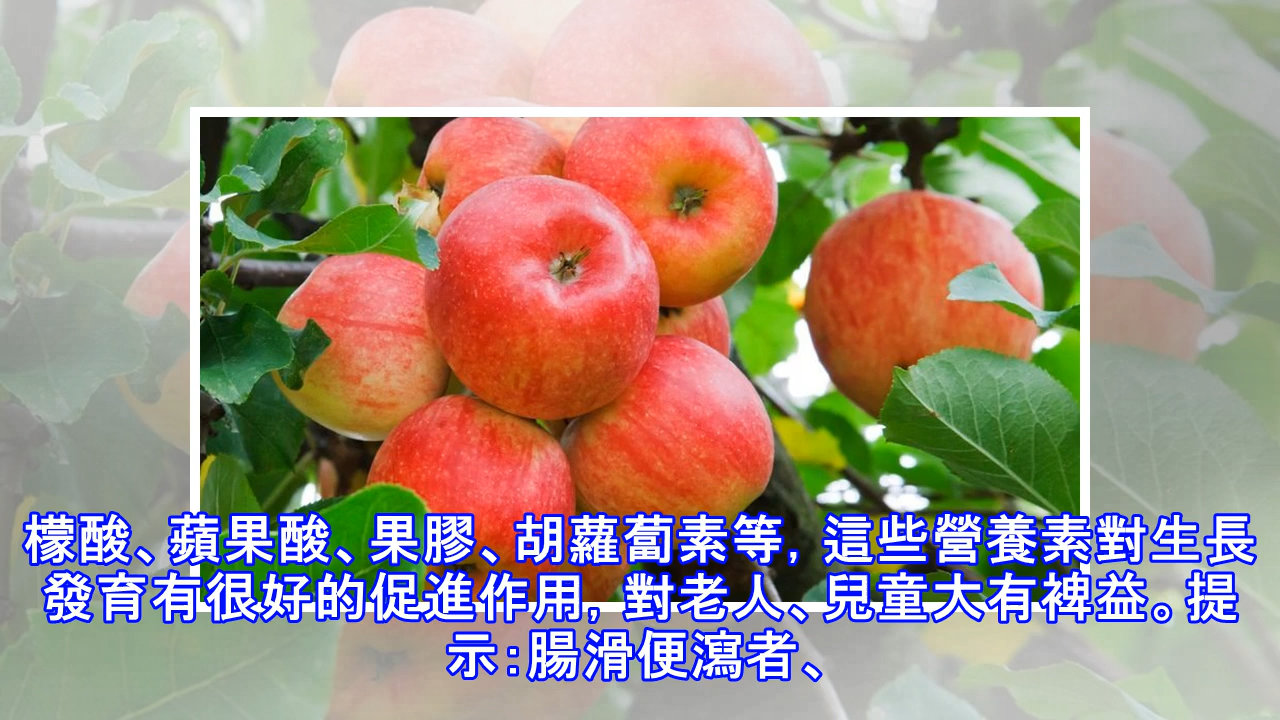 檬酸、蘋果酸、果膠、胡蘿蔔素等，這些營養素對生長
發育有很好的促進作用，對老人、兒童大有裨益。提
示：腸滑便瀉者、